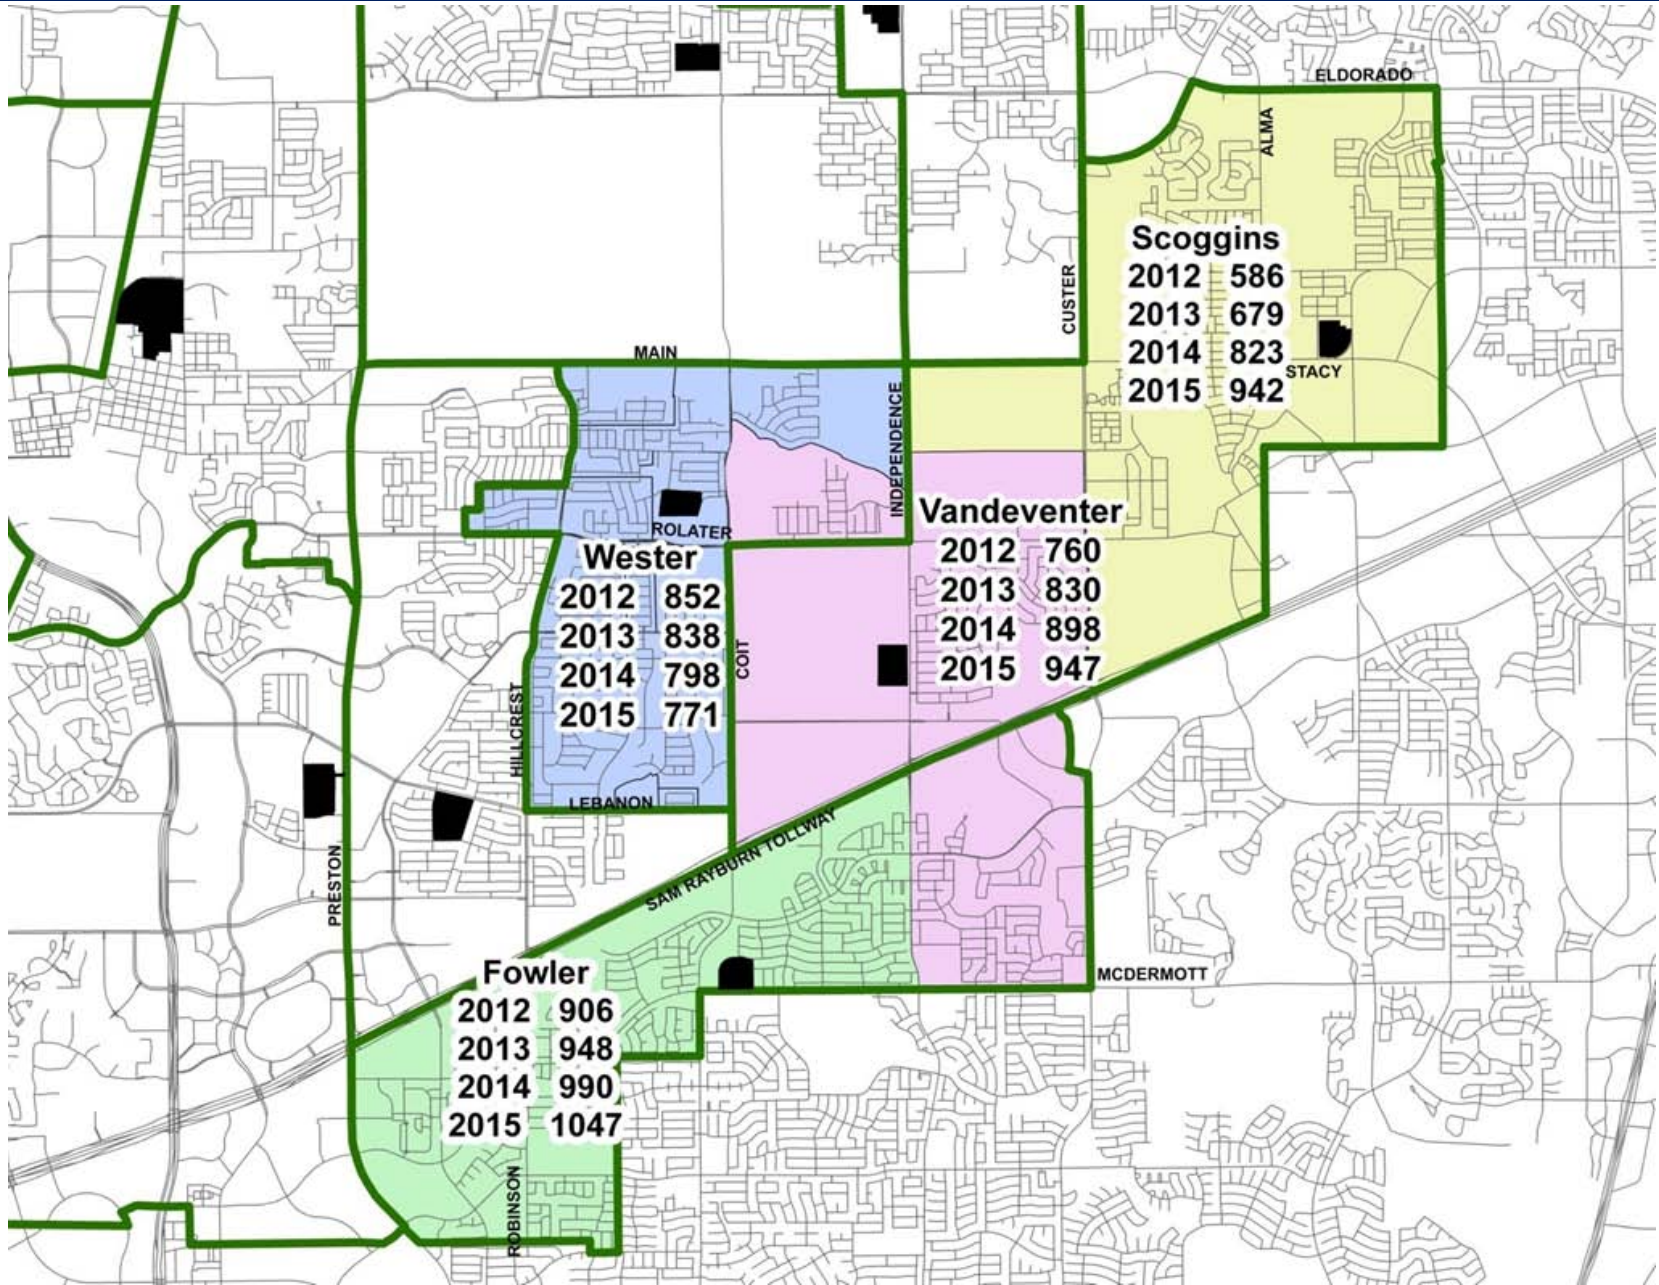 ELDORADO
ALMA
Scoggins
2012 586
2013 679
2014 823
2015 942
CUSTER
STACY
MAIN
INDEPENDENCE
Vandeventer
2012 760
2013 830
2014 898
2015 947
ROLATER
Wester
2012 852
2013 838
2014 798
2015 771
COIT
HILLCREST
LEBANON
SAM RAYBURN TOLLWAY
PRESTON
MCDERMOTT
Fowler
2012 906
2013 948
2014 990
2015 1047
ROBINSON